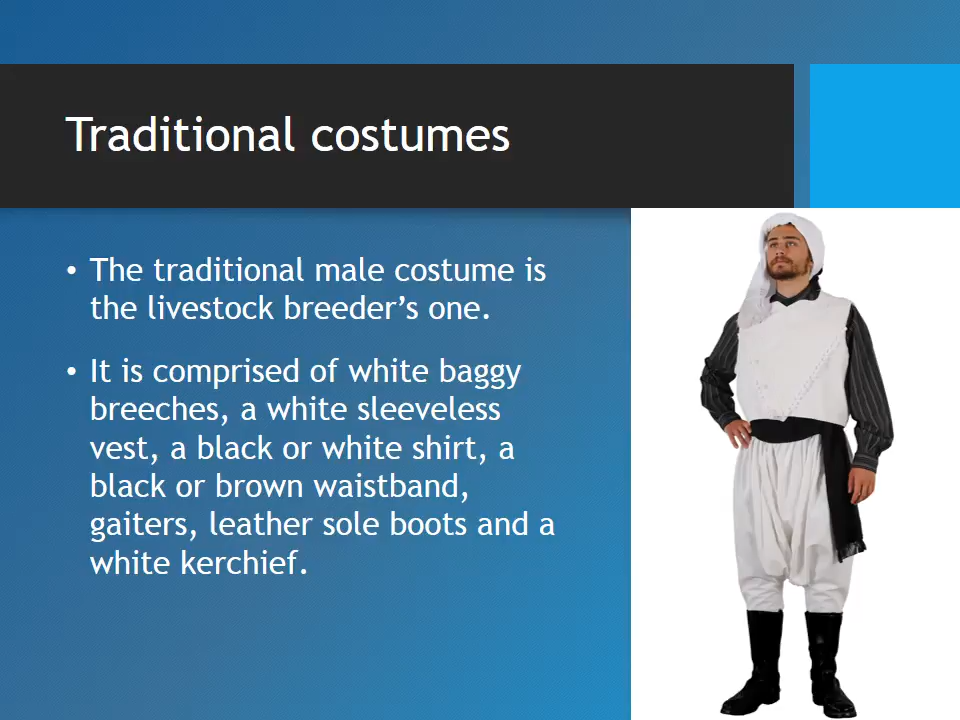 Traditional costumes
• The traditional male costume is
the livestock breeder’s one.
• It is comprised of white baggy
breeches, a white sleeveless
vest, a black or white shirt, a
black or brown waistband,
gaiters, leather sole boots and a
white kerchief.